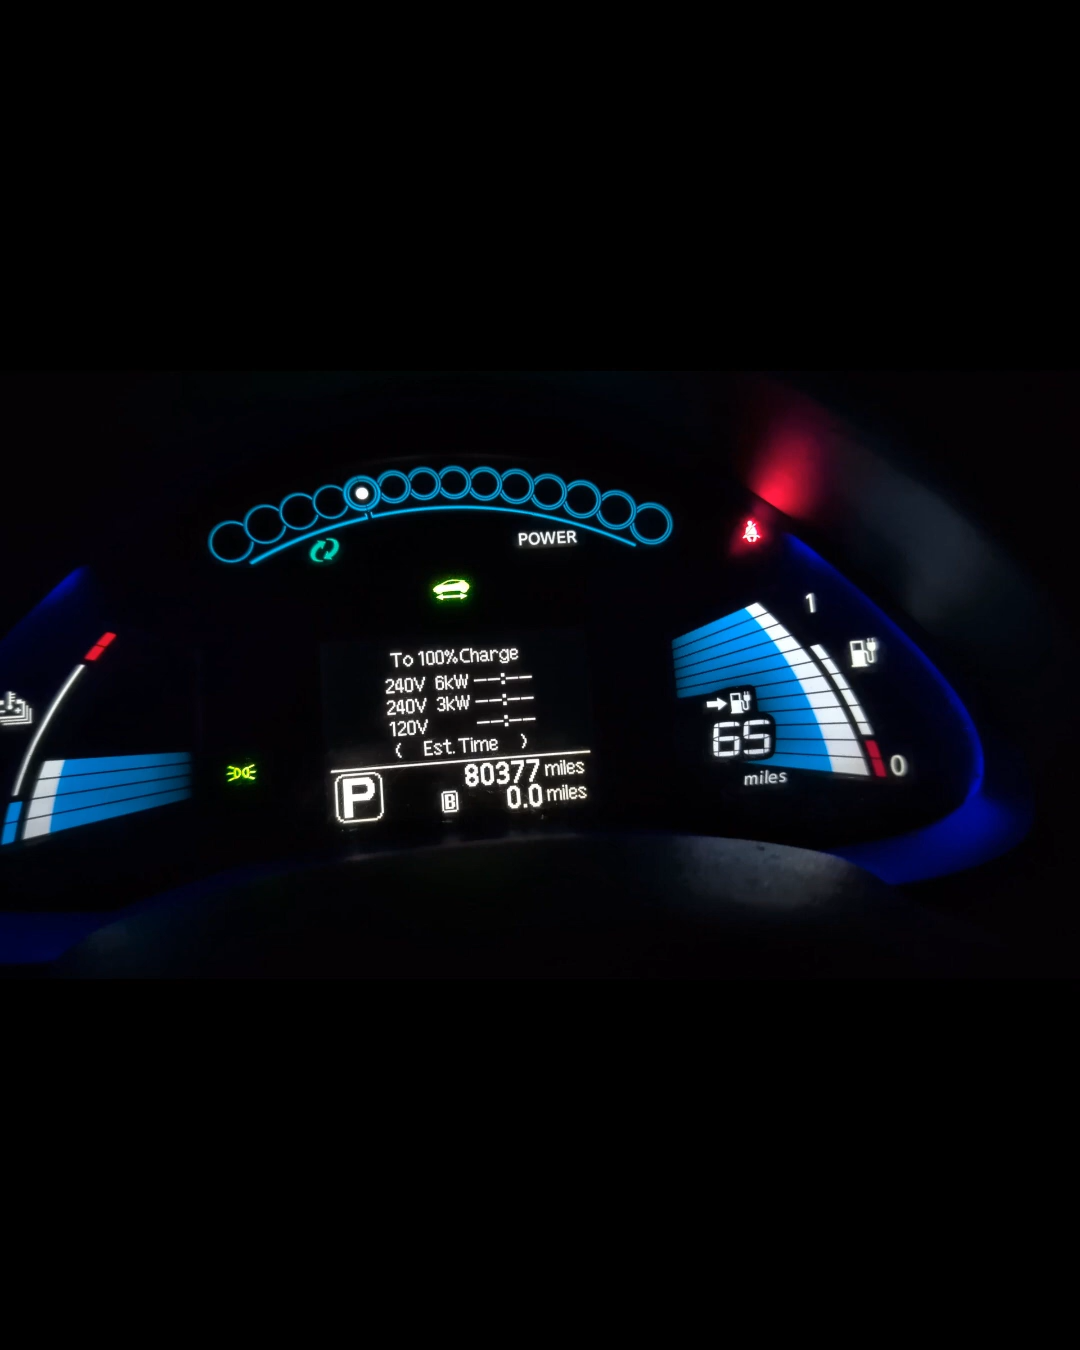 POWER
To 100%Charge
240V 6kW --:--
240V 3kW --:--
120V --:--
( Est. Time )
P
80377 miles
B 0.0 miles
1
65
miles
0